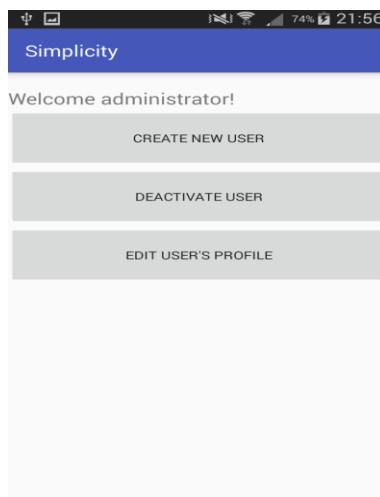 74% 21:56
Simplicity
Welcome administrator!
CREATE NEW USER
DEACTIVATE USER
EDIT USER'S PROFILE